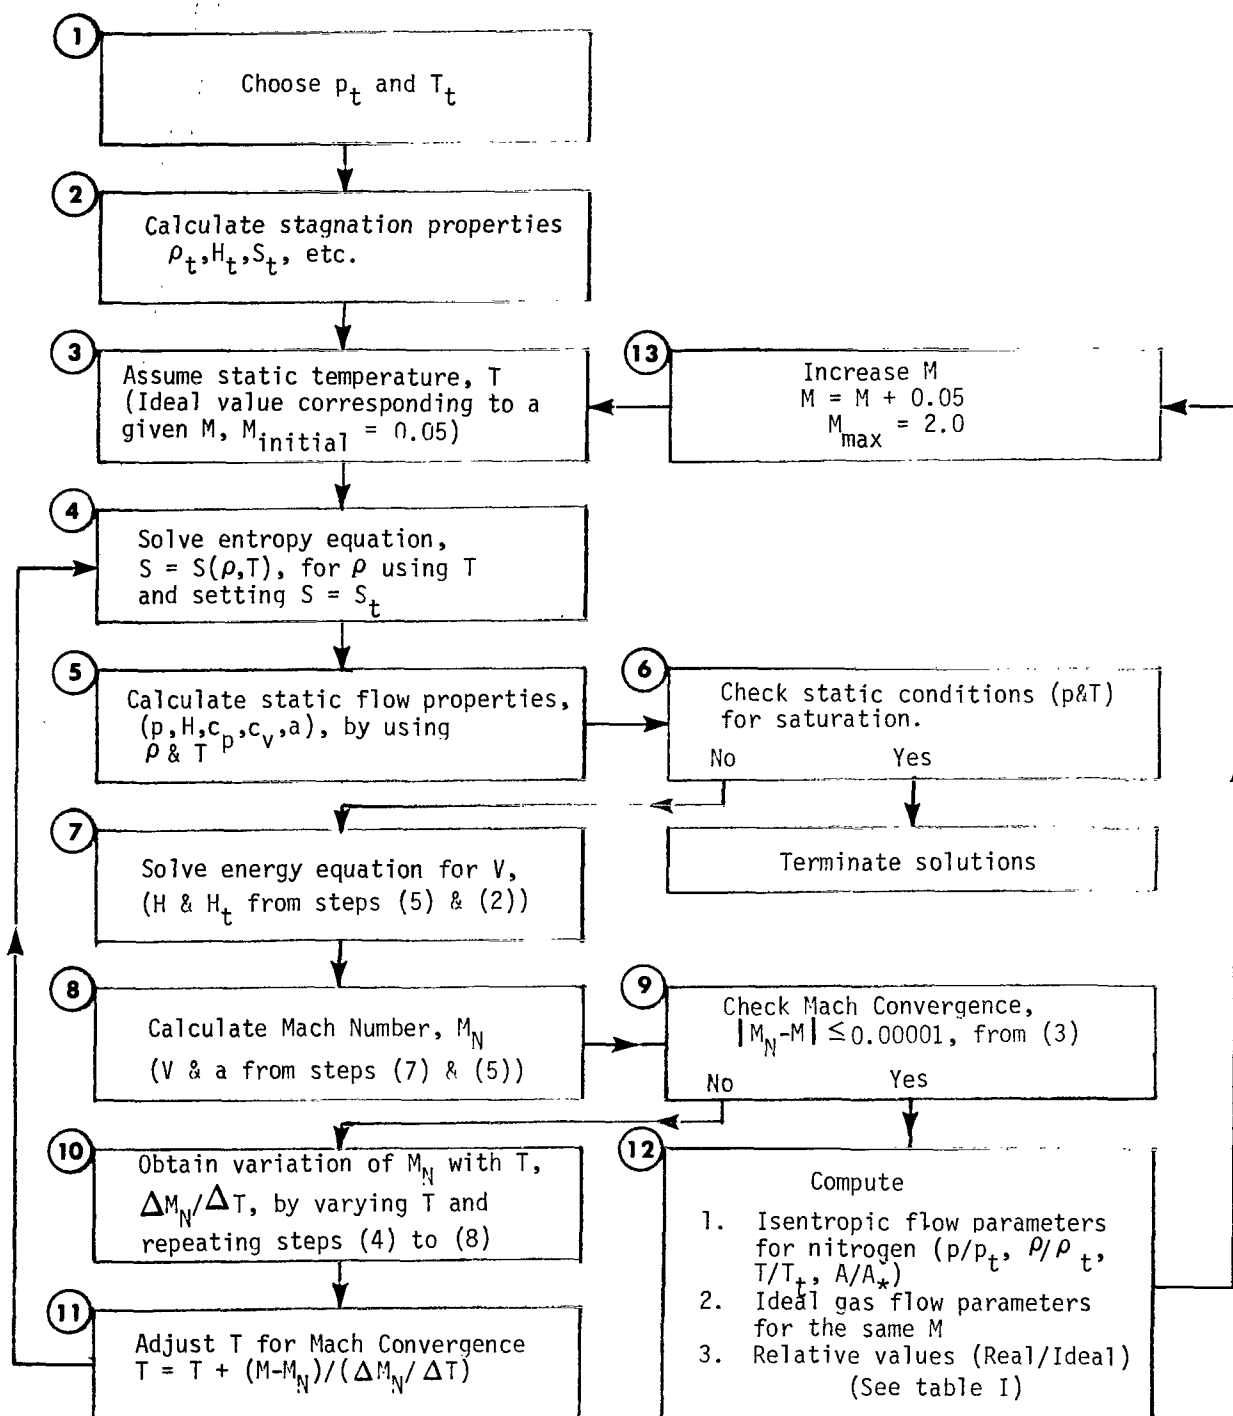 1
Choose p_t and T_t
2
Calculate stagnation properties
ρ_t,H_t,S_t, etc.
3
Assume static temperature, T
(Ideal value corresponding to a
given M, M_initial = 0.05)
13
Increase M
M = M + 0.05
M_max = 2.0
4
Solve entropy equation,
S = S(ρ,T), for ρ using T
and setting S = S_t
5
Calculate static flow properties,
(p,H,c_p,c_v,a), by using
ρ & T
6
Check static conditions (p&T)
for saturation.
No Yes
Terminate solutions
7
Solve energy equation for V,
(H & H_t from steps (5) & (2))
8
Calculate Mach Number, M_N
(V & a from steps (7) & (5))
9
Check Mach Convergence,
|M_N-M| ≤0.00001, from (3)
No Yes
10
Obtain variation of M_N with T,
ΔM_N/ΔT, by varying T and
repeating steps (4) to (8)
11
Adjust T for Mach Convergence
T = T + (M-M_N)/(ΔM_N/ΔT)
12
Compute
1. Isentropic flow parameters
for nitrogen (p/p_t, ρ/ρ_t,
T/T_t, A/A_*)
2. Ideal gas flow parameters
for the same M
3. Relative values (Real/Ideal)
(See table I)